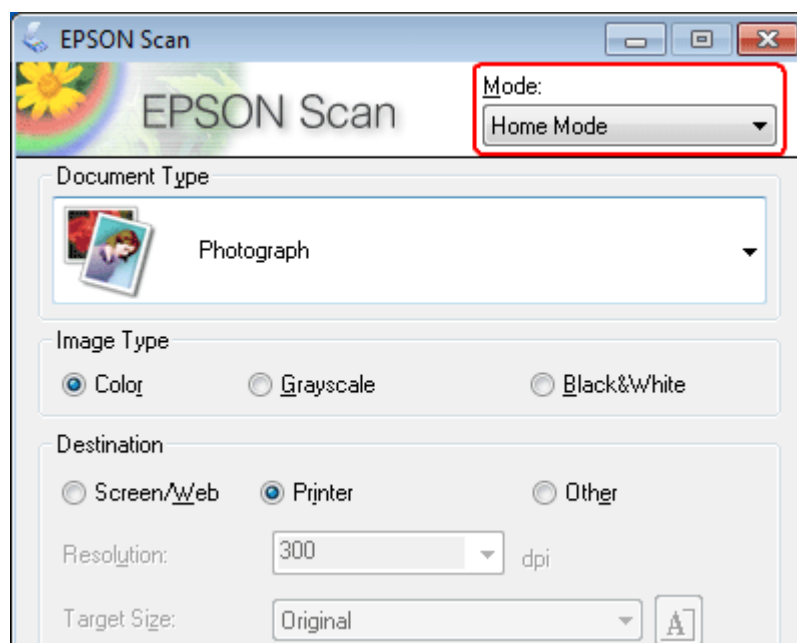 EPSON Scan
EPSON Scan
Mode:
Home Mode
Document Type
Photograph
Image Type
Color Grayscale Black&White
Destination
Screen/Web Printer Other
Resolution: 300 dpi
Target Size: Original A